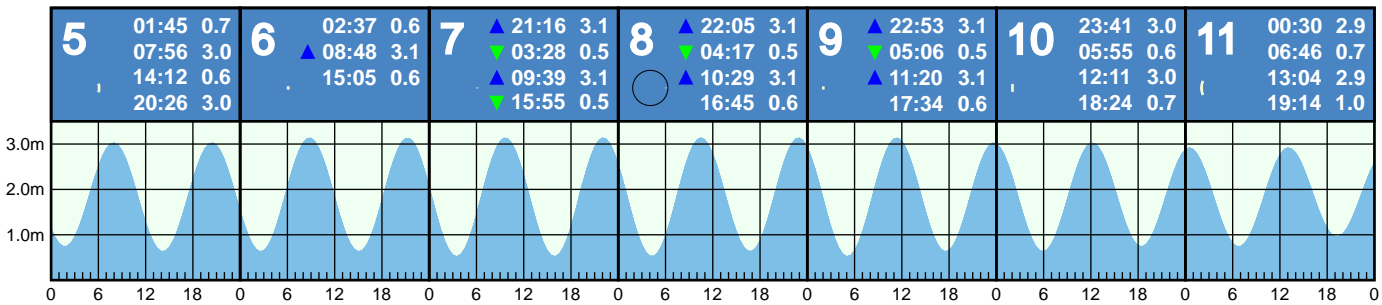 5 01:45 0.7
07:56 3.0
14:12 0.6
20:26 3.0
6 02:37 0.6
▲ 08:48 3.1
15:05 0.6
7 ▲ 21:16 3.1
▼ 03:28 0.5
▲ 09:39 3.1
▼ 15:55 0.5
8 ▲ 22:05 3.1
▼ 04:17 0.5
▲ 10:29 3.1
16:45 0.6
9 ▲ 22:53 3.1
▼ 05:06 0.5
▲ 11:20 3.1
17:34 0.6
10 23:41 3.0
05:55 0.6
12:11 3.0
18:24 0.7
11 00:30 2.9
06:46 0.7
13:04 2.9
19:14 1.0
3.0m
2.0m
1.0m
0 6 12 18 0 6 12 18 0 6 12 18 0 6 12 18 0 6 12 18 0 6 12 18 0 6 12 18 0